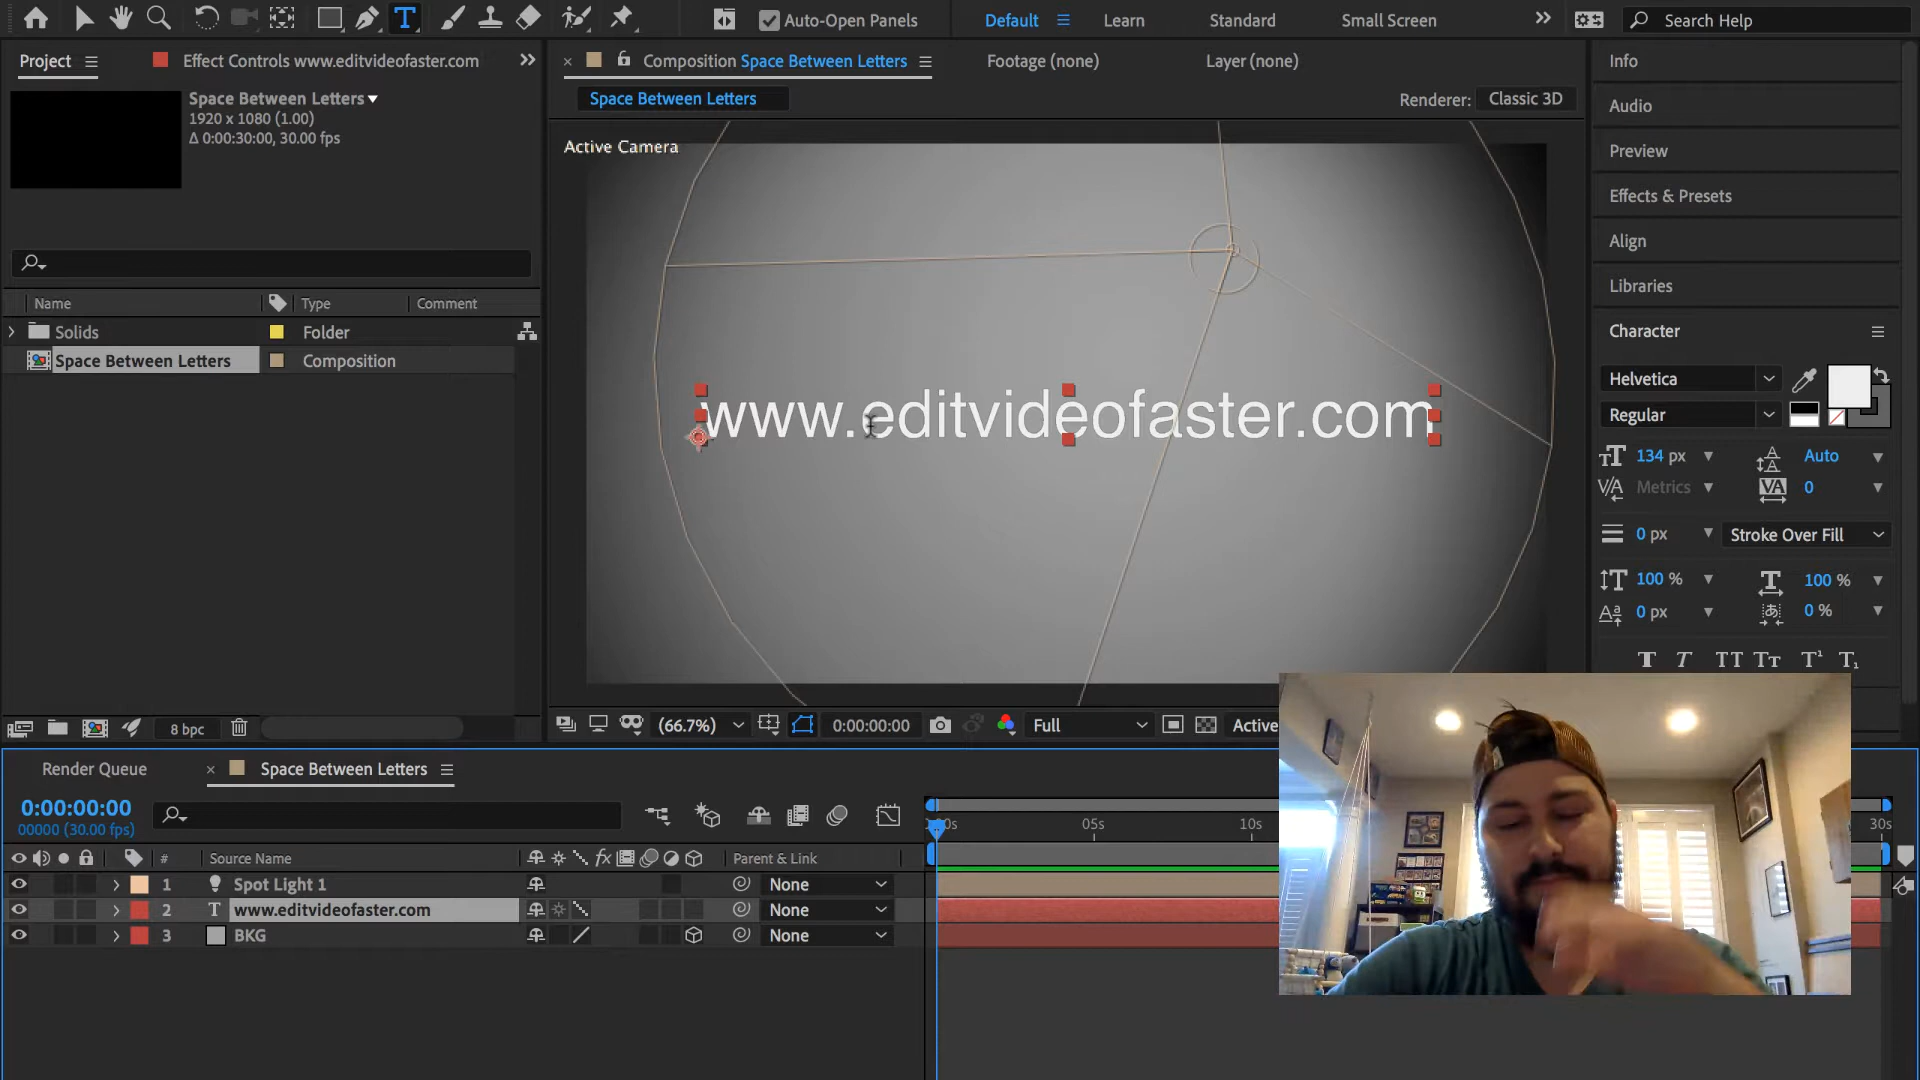 Auto-Open Panels
Default
Learn
Standard
Small Screen
Search Help
Project
Effect Controls www.editvideofaster.com
Composition Space Between Letters
Footage (none)
Layer (none)
Info
Space Between Letters
1920 x 1080 (1.00)
Δ 0:00:30:00, 30.00 fps
Space Between Letters
Renderer:
Classic 3D
Audio
Active Camera
Preview
Effects & Presets
Align
Libraries
Name
Type
Comment
Solids
Folder
Space Between Letters
Composition
Character
Helvetica
Regular
www.editvideofaster.com
134 px
Auto
Metrics
0
0 px
Stroke Over Fill
100 %
100 %
0 px
0 %
8 bpc
(66.7%)
0:00:00:00
Full
Active
Render Queue
Space Between Letters
0:00:00:00
00000 (30.00 fps)
05s
10s
30s
#
Source Name
fx
Parent & Link
1
Spot Light 1
None
2
www.editvideofaster.com
None
3
BKG
None